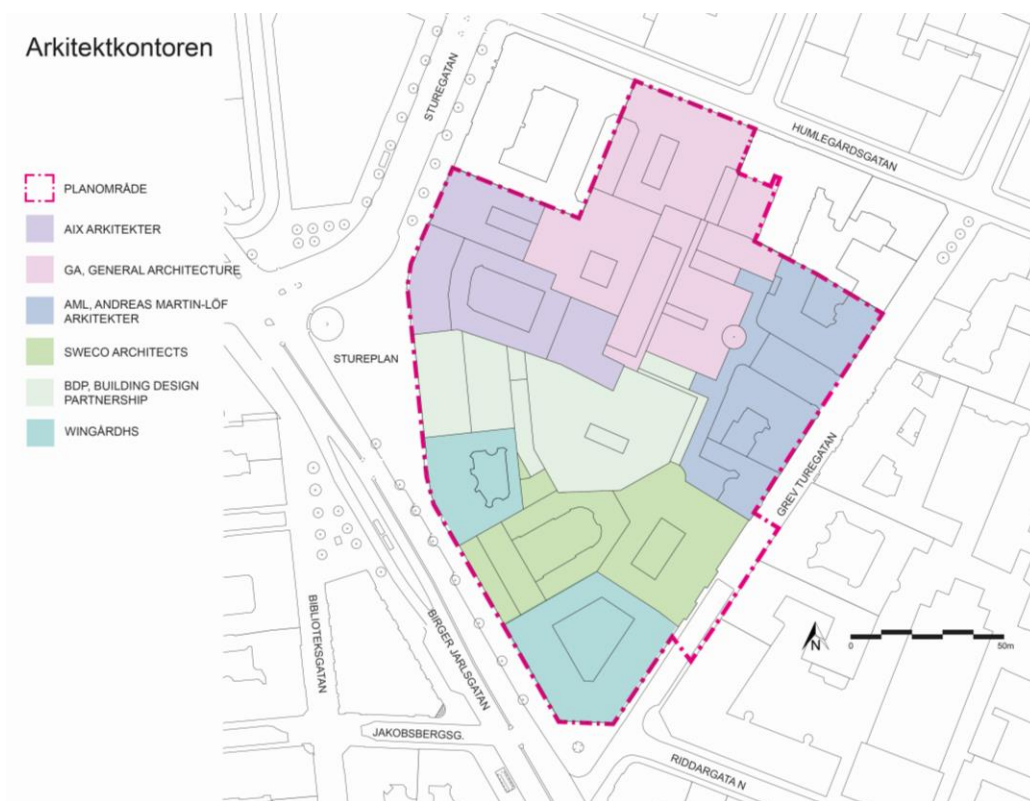 Arkitektkontoren
PLANOMRÅDE
AIX ARKITEKTER
GA, GENERAL ARCHITECTURE
AML, ANDREAS MARTIN-LÖF
ARKITEKTER
SWECO ARCHITECTS
BDP, BUILDING DESIGN
PARTNERSHIP
WINGÅRDHS
STUREGATAN
HUMLEGÅRDSGATAN
STUREPLAN
GREV TUREGATAN
BIBLIOTEKSGATAN
BIRGER JARLSGATAN
JAKOBSBERGSG.
RIDDARGATA N
N
0
50m